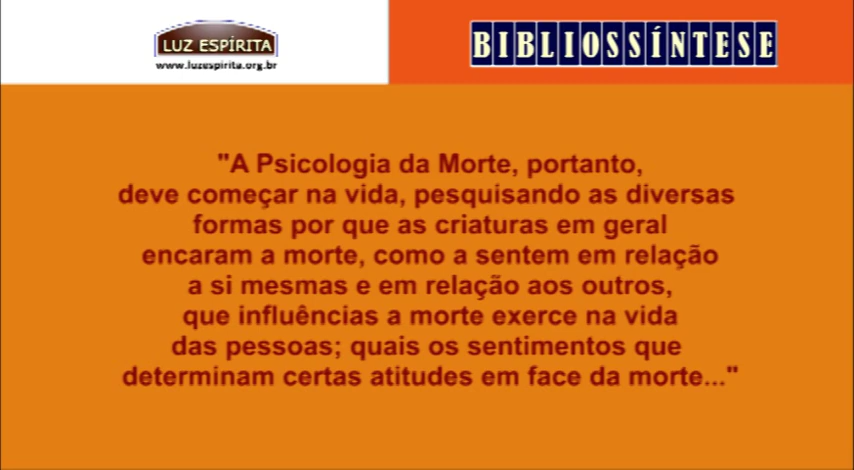 LUZ ESPÍRITA
www.luzespirita.org.br
BIBLIOSSÍNTESE
"A Psicologia da Morte, portanto,
deve começar na vida, pesquisando as diversas
formas por que as criaturas em geral
encaram a morte, como a sentem em relação
a si mesmas e em relação aos outros,
que influências a morte exerce na vida
das pessoas; quais os sentimentos que
determinam certas atitudes em face da morte..."